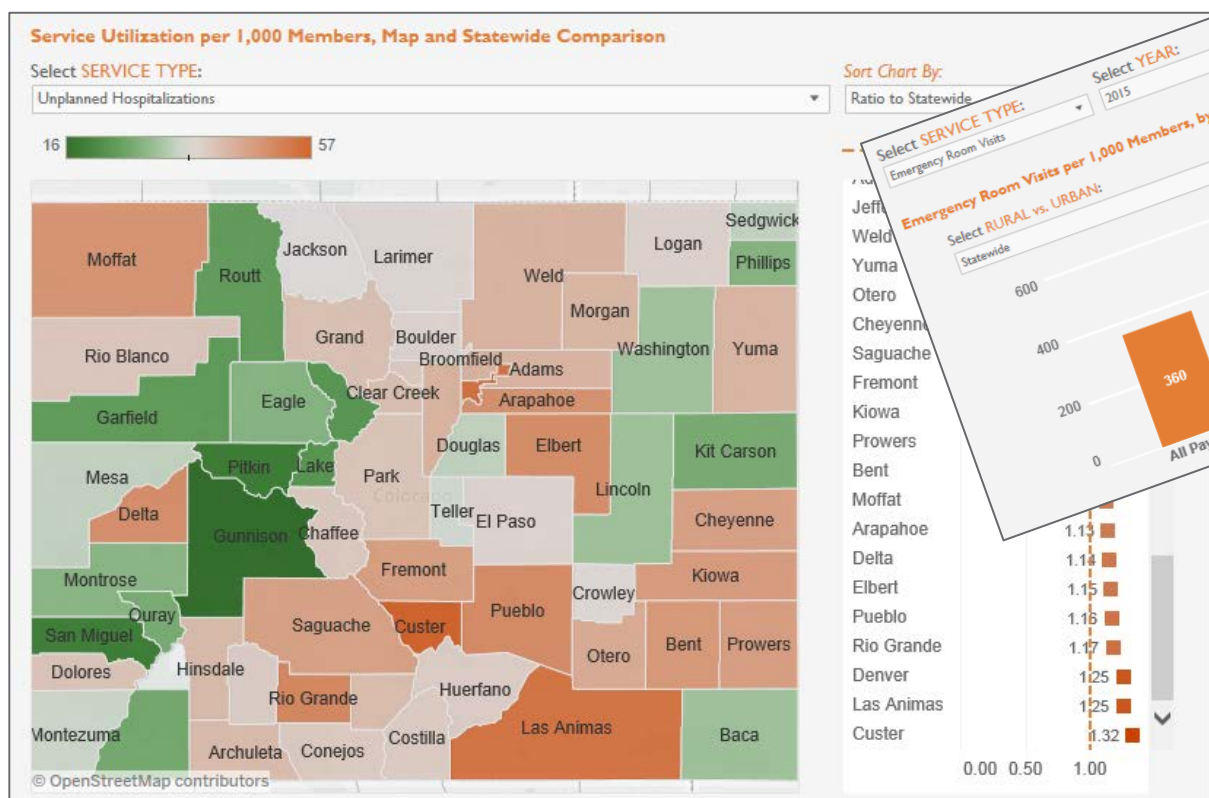 Service Utilization per 1,000 Members, Map and Statewide Comparison
Select SERVICE TYPE:
Unplanned Hospitalizations
16
57
Sort Chart By:
Ratio to Statewide
Moffat
Routt
Jackson
Larimer
Weld
Logan
Sedgwick
Phillips
Morgan
Washington
Yuma
Rio Blanco
Grand
Boulder
Broomfield
Adams
Clear Creek
Arapahoe
Garfield
Eagle
Douglas
Elbert
Kit Carson
Mesa
Pitkin
Lake
Park
Colorado
Lincoln
Teller
El Paso
Delta
Gunnison
Chaffee
Cheyenne
Fremont
Kiowa
Montrose
Crowley
Ouray
Saguache
Custer
Pueblo
San Miguel
Otero
Bent
Prowers
Dolores
Hinsdale
Rio Grande
Huerfano
Las Animas
Montezuma
Archuleta
Conejos
Costilla
Baca
© OpenStreetMap contributors
Weld
Yuma
Otero
Cheyenne
Saguache
Fremont
Kiowa
Prowers
Bent
Moffat
Arapahoe 1.13
Delta 1.14
Elbert 1.15
Pueblo 1.16
Rio Grande 1.17
Denver 1.25
Las Animas 1.25
Custer 1.32
0.00 0.50 1.00
Select SERVICE TYPE:
Emergency Room Visits
Select YEAR:
2015
Emergency Room Visits per 1,000 Members, by
Select RURAL vs. URBAN:
Statewide
600
400
200
0
360
All Pay